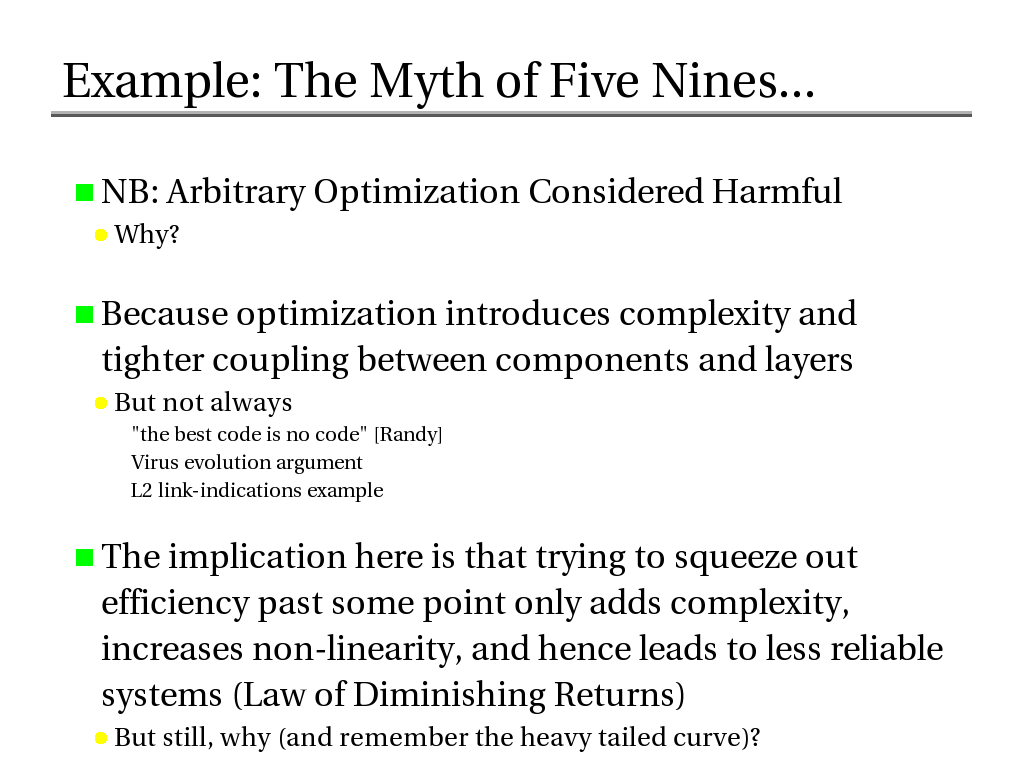 Example: The Myth of Five Nines...
NB: Arbitrary Optimization Considered Harmful
Why?
Because optimization introduces complexity and
tighter coupling between components and layers
But not always
"the best code is no code" [Randy]
Virus evolution argument
L2 link-indications example
The implication here is that trying to squeeze out
efficiency past some point only adds complexity,
increases non-linearity, and hence leads to less reliable
systems (Law of Diminishing Returns)
But still, why (and remember the heavy tailed curve)?